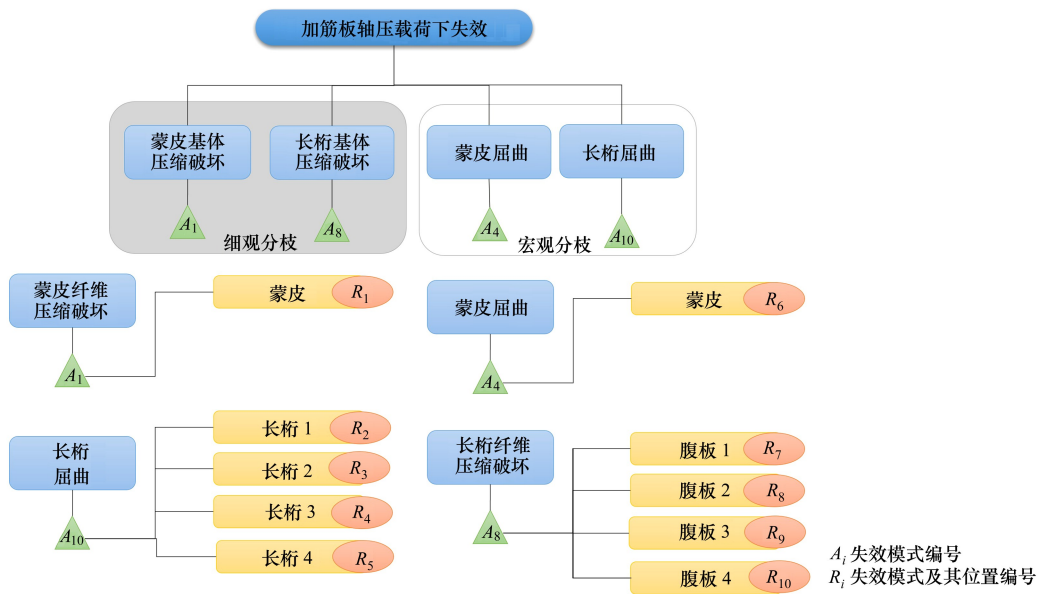 加筋板轴压载荷下失效
蒙皮基体
压缩破坏
长桁基体
压缩破坏
蒙皮屈曲
长桁屈曲
A1
A8
A4
A10
细观分枝
宏观分枝
蒙皮纤维
压缩破坏
A1
蒙皮 R1
蒙皮屈曲
A4
蒙皮 R6
长桁
屈曲
A10
长桁 1 R2
长桁 2 R3
长桁 3 R4
长桁 4 R5
长桁纤维
压缩破坏
A8
腹板 1 R7
腹板 2 R8
腹板 3 R9
腹板 4 R10
Ai 失效模式编号
Ri 失效模式及其位置编号